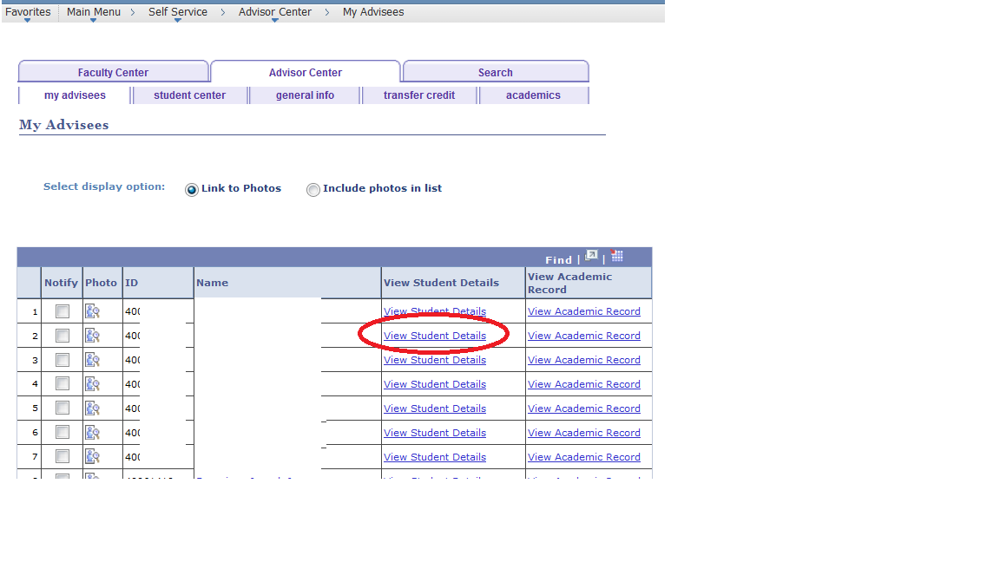 Favorites Main Menu > Self Service > Advisor Center > My Advisees
Faculty Center Advisor Center Search
my advisees student center general info transfer credit academics
My Advisees
Select display option: Link to Photos Include photos in list
Find | |
Notify Photo ID Name View Student Details View Academic Record
1 400 View Student Details View Academic Record
2 400 View Student Details View Academic Record
3 400 View Student Details View Academic Record
4 400 View Student Details View Academic Record
5 400 View Student Details View Academic Record
6 400 View Student Details View Academic Record
7 400 View Student Details View Academic Record